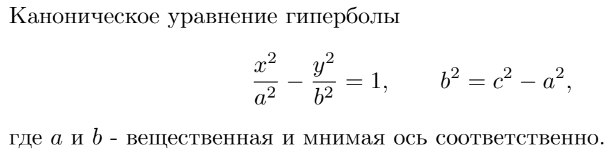 Каноническое уравнение гиперболы
x²/a² − y²/b² = 1, b² = c² − a²,
где a и b - вещественная и мнимая ось соответственно.